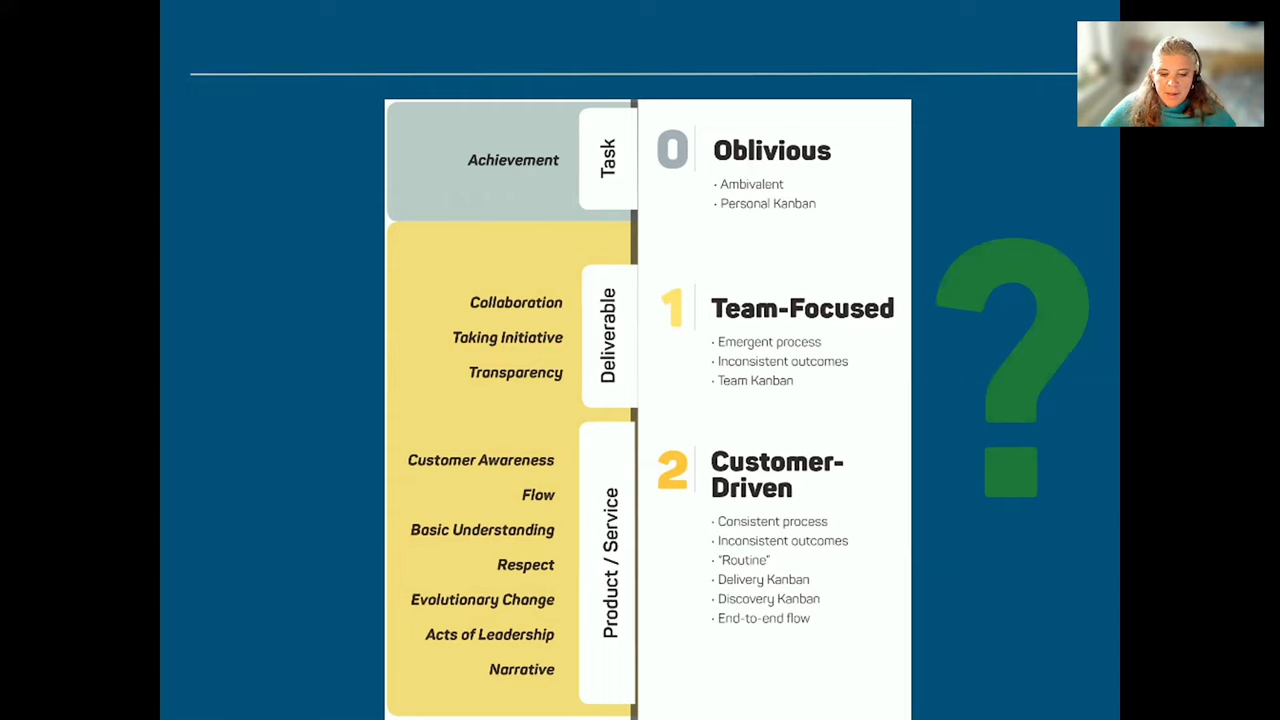 Achievement
Task
0
Oblivious
· Ambivalent
· Personal Kanban
Collaboration
Taking Initiative
Transparency
Deliverable
1
Team-Focused
· Emergent process
· Inconsistent outcomes
· Team Kanban
Customer Awareness
Flow
Basic Understanding
Respect
Evolutionary Change
Acts of Leadership
Narrative
Product / Service
2
Customer-
Driven
· Consistent process
· Inconsistent outcomes
· "Routine"
· Delivery Kanban
· Discovery Kanban
· End-to-end flow
?